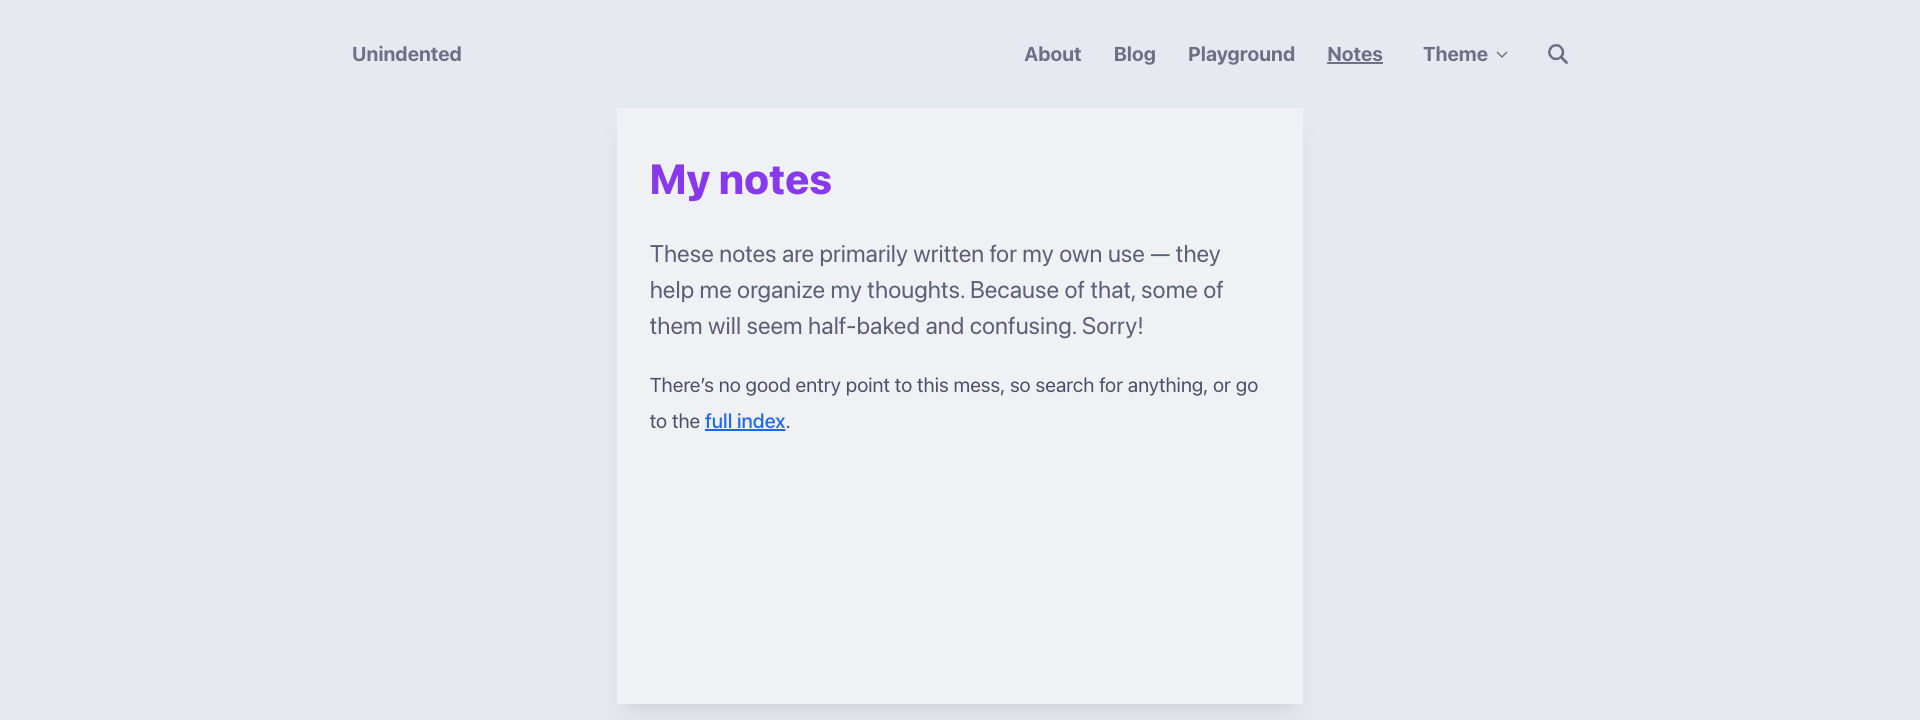 Unindented
About Blog Playground Notes Theme
My notes
These notes are primarily written for my own use — they
help me organize my thoughts. Because of that, some of
them will seem half-baked and confusing. Sorry!
There’s no good entry point to this mess, so search for anything, or go
to the full index.